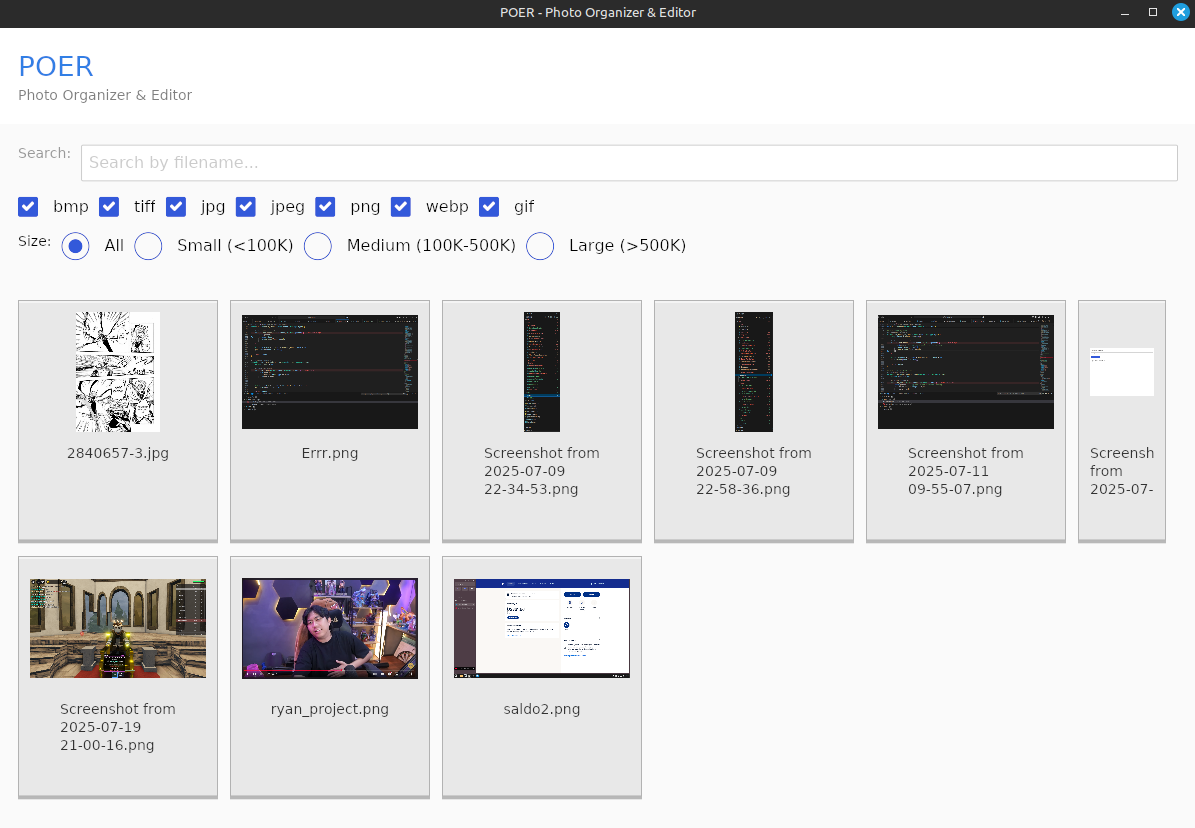 POER - Photo Organizer & Editor
POER
Photo Organizer & Editor
Search:
Search by filename...
bmp tiff jpg jpeg png webp gif
Size: All Small (<100K) Medium (100K-500K) Large (>500K)
2840657-3.jpg
Errr.png
Screenshot from
2025-07-09
22-34-53.png
Screenshot from
2025-07-09
22-58-36.png
Screenshot from
2025-07-11
09-55-07.png
Screensh
from
2025-07-
Screenshot from
2025-07-19
21-00-16.png
ryan_project.png
saldo2.png